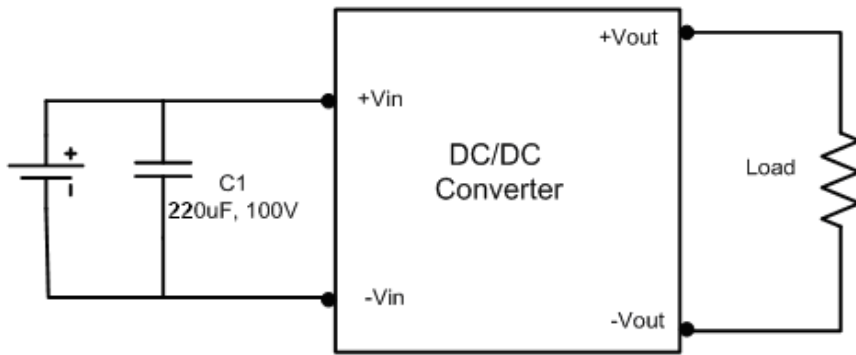 +Vout
+Vin
+
-
C1
220uF, 100V
DC/DC
Converter
Load
-Vin
-Vout